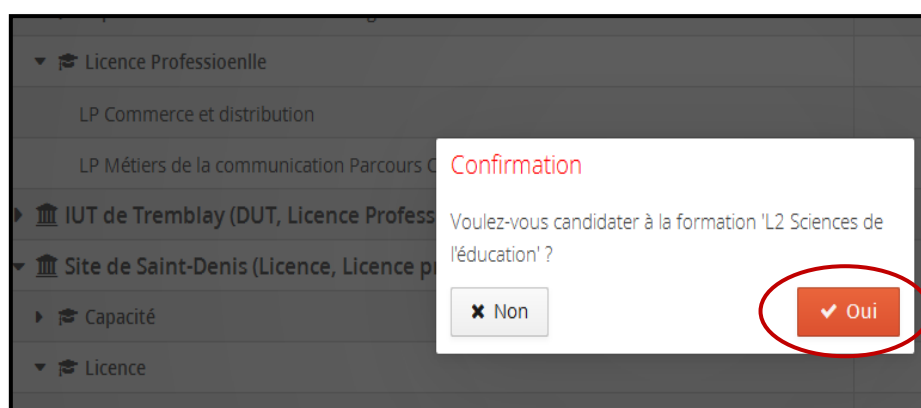 Licence Professioenlle
LP Commerce et distribution
LP Métiers de la communication Parcours C
IUT de Tremblay (DUT, Licence Profess
Site de Saint-Denis (Licence, Licence p
Capacité
Licence
Confirmation
Voulez-vous candidater à la formation 'L2 Sciences de
l'éducation' ?
Non
Oui